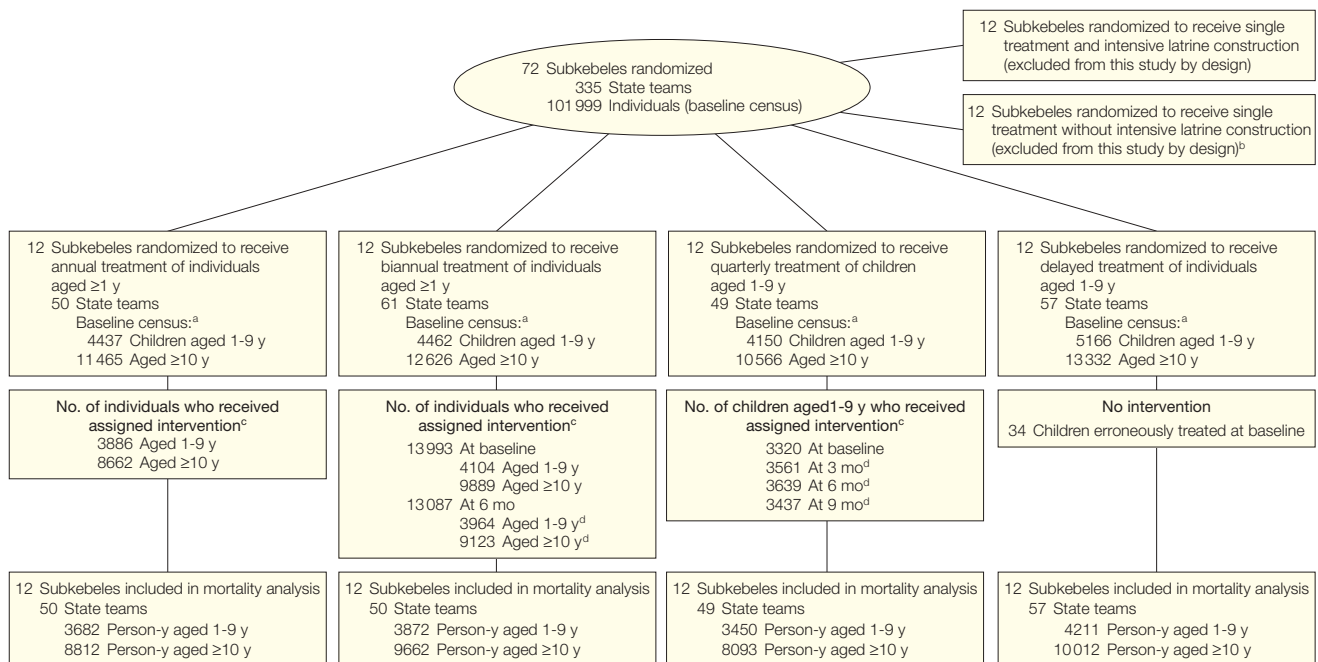 72 Subkebeles randomized
335 State teams
101 999 Individuals (baseline census)
12 Subkebeles randomized to receive single
treatment and intensive latrine construction
(excluded from this study by design)
12 Subkebeles randomized to receive single
treatment without intensive latrine construction
(excluded from this study by design)b
12 Subkebeles randomized to receive
annual treatment of individuals
aged ≥1 y
50 State teams
Baseline census:a
4437 Children aged 1-9 y
11 465 Aged ≥10 y
12 Subkebeles randomized to receive
biannual treatment of individuals
aged ≥1 y
61 State teams
Baseline census:a
4462 Children aged 1-9 y
12 626 Aged ≥10 y
12 Subkebeles randomized to receive
quarterly treatment of children
aged 1-9 y
49 State teams
Baseline census:a
4150 Children aged 1-9 y
10 566 Aged ≥10 y
12 Subkebeles randomized to receive
delayed treatment of individuals
aged 1-9 y
57 State teams
Baseline census:a
5166 Children aged 1-9 y
13 332 Aged ≥10 y
No. of individuals who received
assigned interventionc
3886 Aged 1-9 y
8662 Aged ≥10 y
No. of individuals who received
assigned interventionc
13 993 At baseline
4104 Aged 1-9 y
9889 Aged ≥10 y
13 087 At 6 mo
3964 Aged 1-9 yd
9123 Aged ≥10 yd
No. of children aged1-9 y who received
assigned interventionc
3320 At baseline
3561 At 3 mod
3639 At 6 mod
3437 At 9 mod
No intervention
34 Children erroneously treated at baseline
12 Subkebeles included in mortality analysis
50 State teams
3682 Person-y aged 1-9 y
8812 Person-y aged ≥10 y
12 Subkebeles included in mortality analysis
50 State teams
3872 Person-y aged 1-9 y
9662 Person-y aged ≥10 y
12 Subkebeles included in mortality analysis
49 State teams
3450 Person-y aged 1-9 y
8093 Person-y aged ≥10 y
12 Subkebeles included in mortality analysis
57 State teams
4211 Person-y aged 1-9 y
10 012 Person-y aged ≥10 y